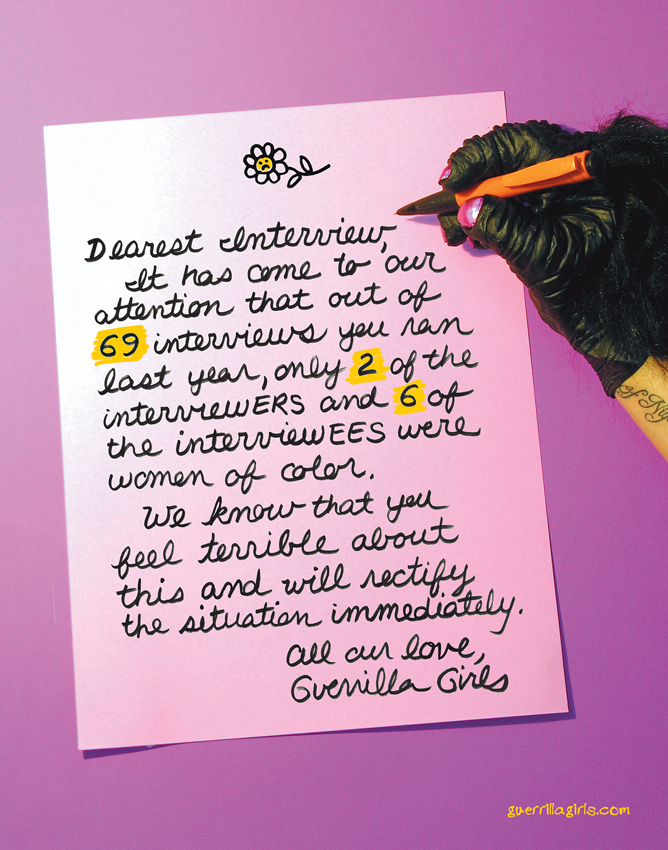 Dearest Interview,
It has come to our
attention that out of
69 interviews you ran
last year, only 2 of the
interviewERS and 6 of
the interviewEES were
women of color.
We know that you
feel terrible about
this and will rectify
the situation immediately.
All our love,
Guerrilla Girls
of Ny
guerrillagirls.com